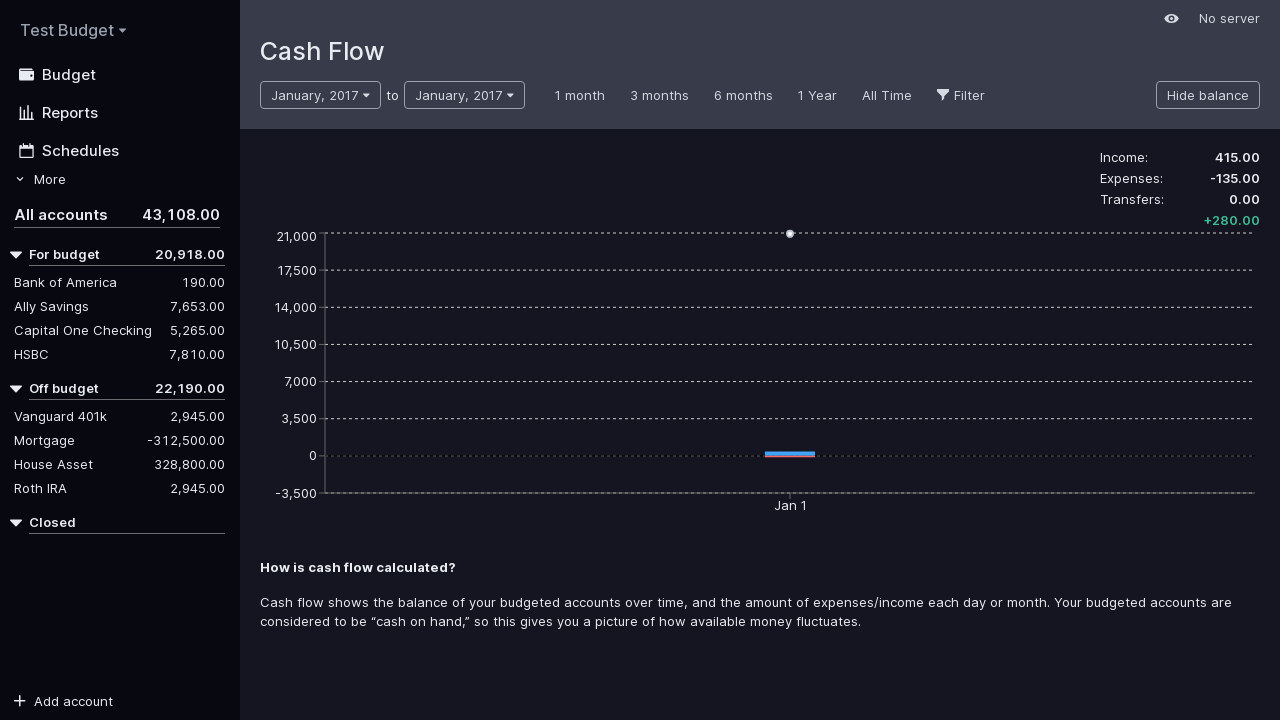 Test Budget
Budget
Reports
Schedules
More
All accounts 43,108.00
For budget 20,918.00
Bank of America 190.00
Ally Savings 7,653.00
Capital One Checking 5,265.00
HSBC 7,810.00
Off budget 22,190.00
Vanguard 401k 2,945.00
Mortgage -312,500.00
House Asset 328,800.00
Roth IRA 2,945.00
Closed
Add account
No server
Cash Flow
January, 2017 to January, 2017 1 month 3 months 6 months 1 Year All Time Filter Hide balance
Income: 415.00
Expenses: -135.00
Transfers: 0.00
+280.00
21,000
17,500
14,000
10,500
7,000
3,500
0
-3,500
Jan 1
How is cash flow calculated?
Cash flow shows the balance of your budgeted accounts over time, and the amount of expenses/income each day or month. Your budgeted accounts are
considered to be “cash on hand,” so this gives you a picture of how available money fluctuates.